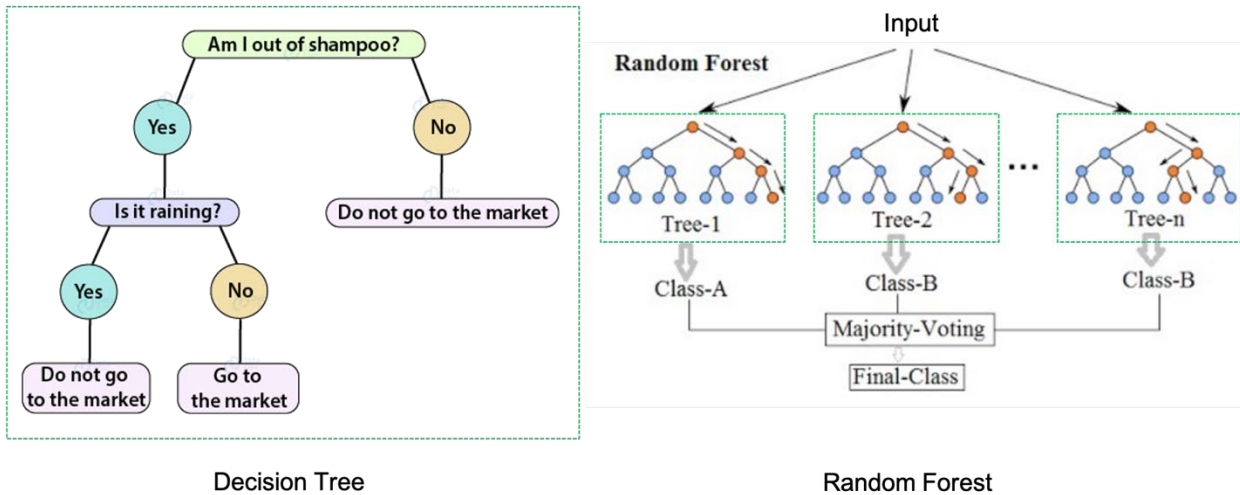 Am I out of shampoo?
Yes
No
Is it raining?
Do not go to the market
Yes
No
Do not go
to the market
Go to
the market
Decision Tree
Input
Random Forest
...
Tree-1
Tree-2
Tree-n
Class-A
Class-B
Class-B
Majority-Voting
Final-Class
Random Forest